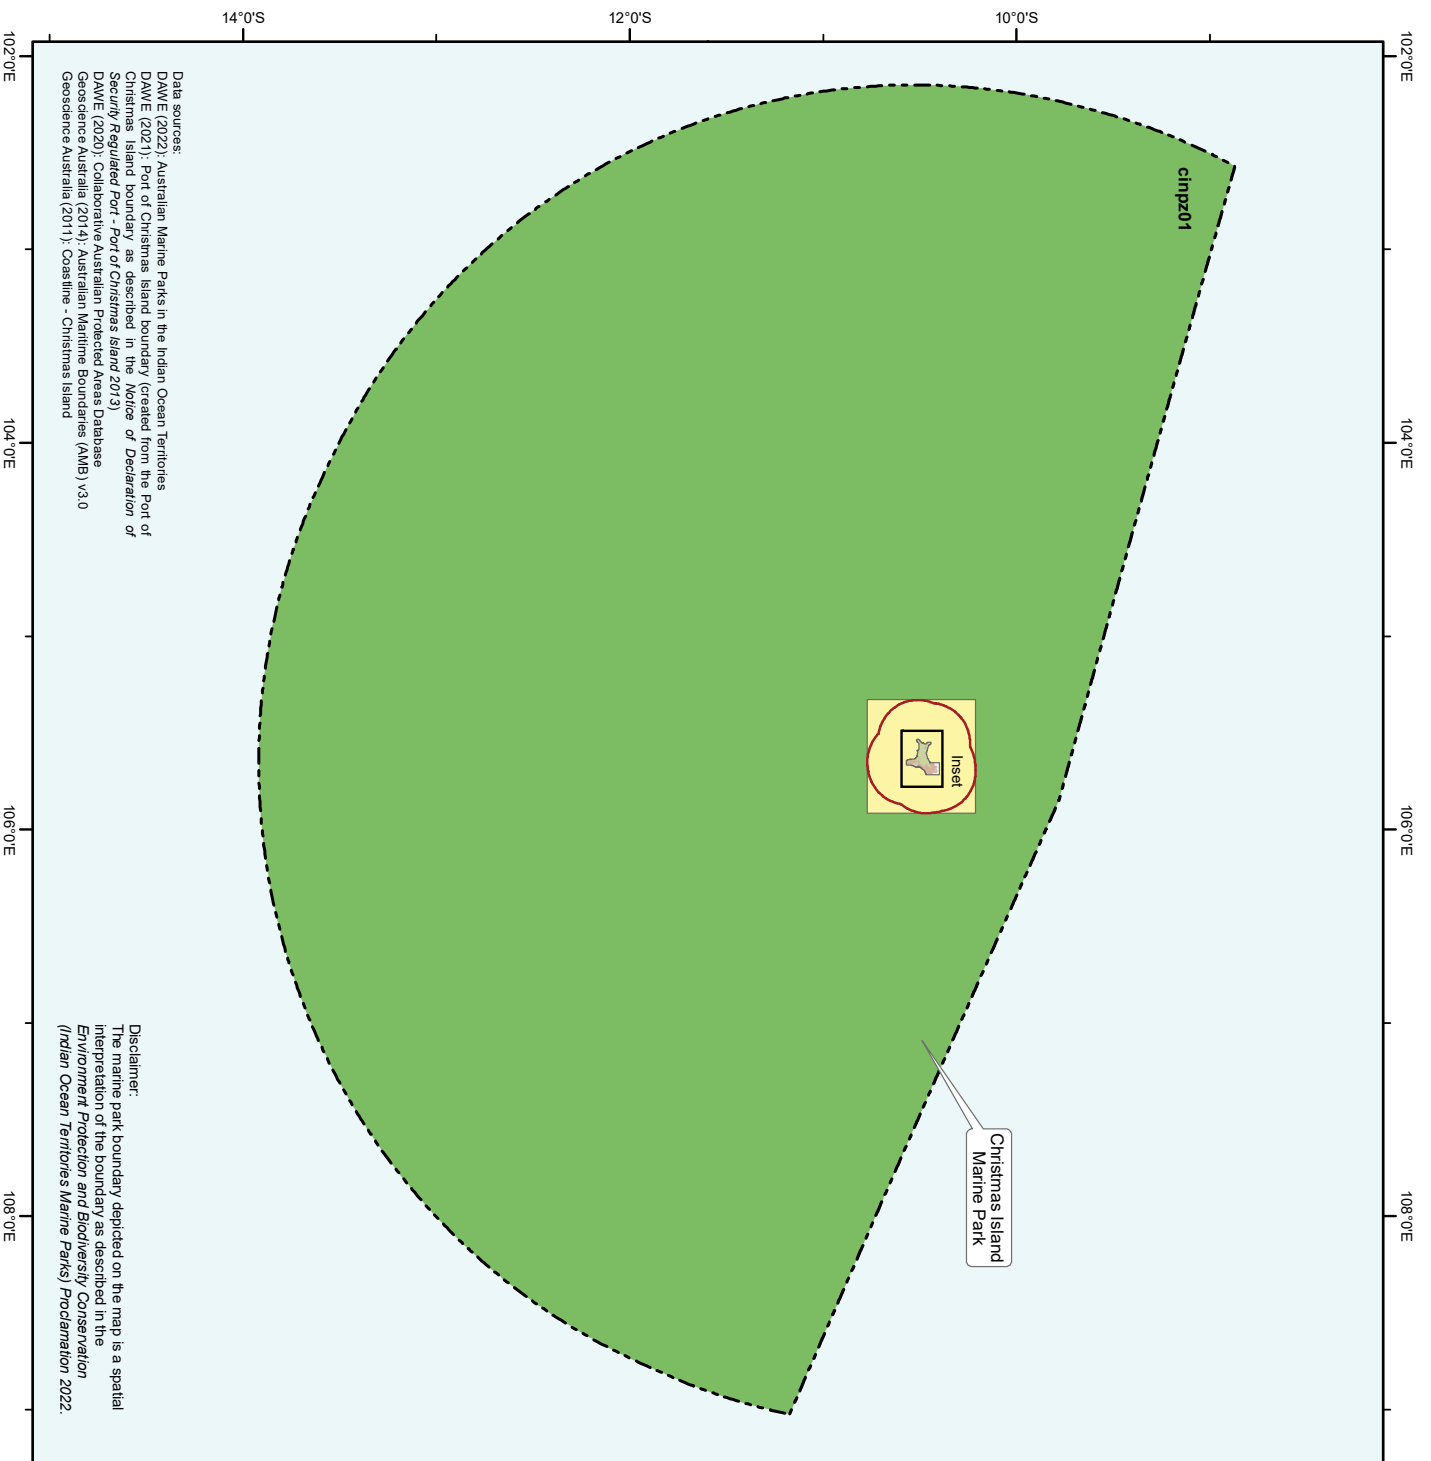 14°0'S
12°0'S
10°0'S
102°0'E
102°0'E
104°0'E
104°0'E
106°0'E
106°0'E
108°0'E
108°0'E
cinpz01
Inset
Christmas Island
Marine Park
Data sources:
DAWE (2022): Australian Marine Parks in the Indian Ocean Territories
DAWE (2021): Port of Christmas Island boundary (created from the Port of
Christmas Island boundary as described in the Notice of Declaration of
Security Regulated Port - Port of Christmas Island 2013)
DAWE (2020): Collaborative Australian Protected Areas Database
Geoscience Australia (2014): Australian Maritime Boundaries (AMB) v3.0
Geoscience Australia (2011): Coastline - Christmas Island
Disclaimer:
The marine park boundary depicted on the map is a spatial
interpretation of the boundary as described in the
Environment Protection and Biodiversity Conservation
(Indian Ocean Territories Marine Parks) Proclamation 2022.